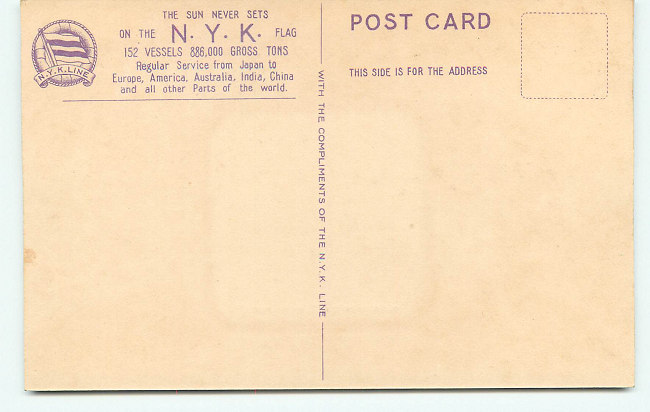 THE SUN NEVER SETS
ON THE N. Y. K. FLAG
152 VESSELS 886,000 GROSS TONS
Regular Service from Japan to
Europe, America, Australia, India, China
and all other Parts of the world.
N.Y.K.LINE
WITH THE COMPLIMENTS OF THE N.Y.K. LINE
POST CARD
THIS SIDE IS FOR THE ADDRESS